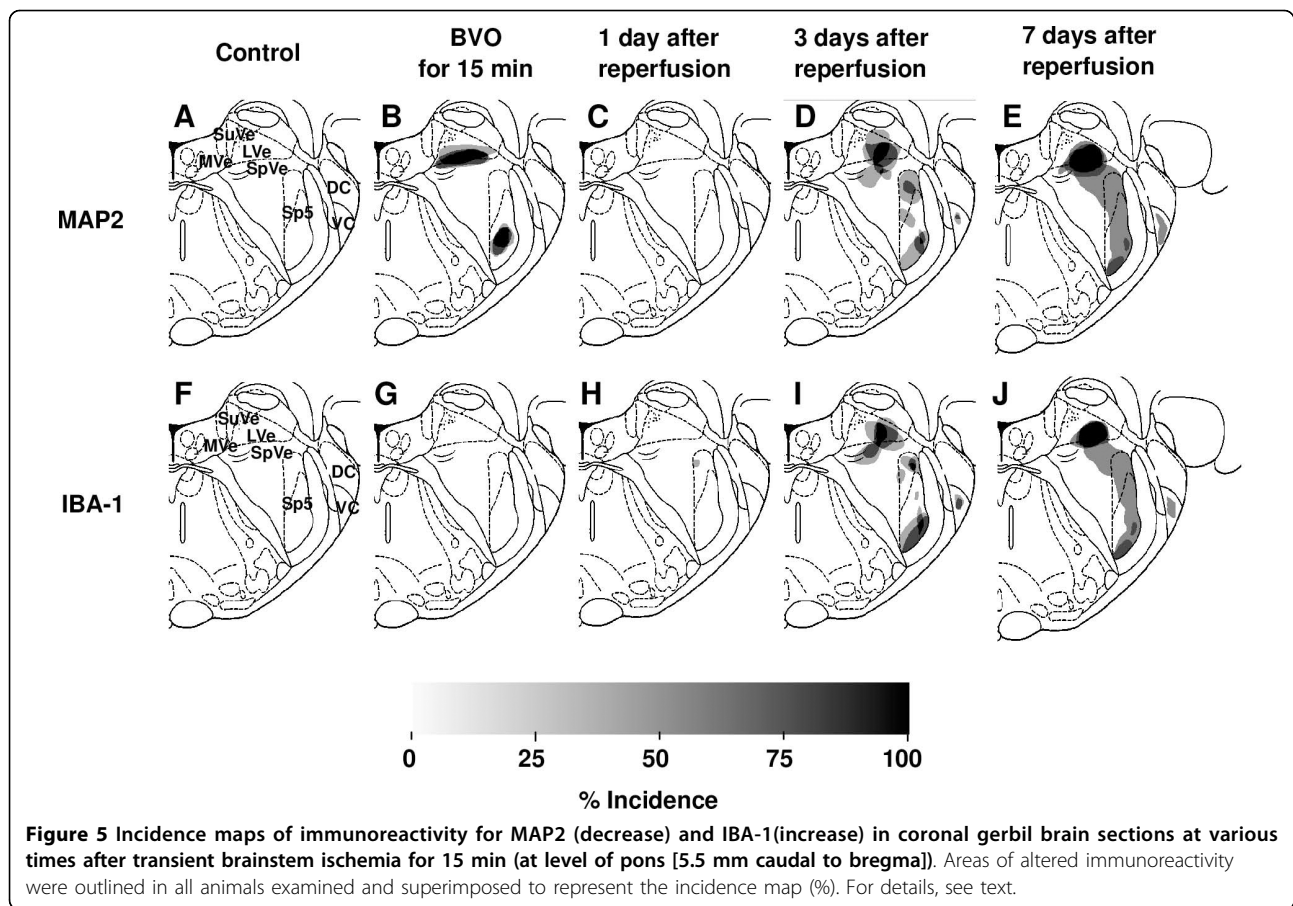 Control
BVO
for 15 min
1 day after
reperfusion
3 days after
reperfusion
7 days after
reperfusion
MAP2
A
SuVe
LVe
MVe
SpVe
DC
Sp5
VC
B
C
D
E
IBA-1
F
SuVe
LVe
MVe
SpVe
DC
Sp5
VC
G
H
I
J
0 25 50 75 100
% Incidence
Figure 5 Incidence maps of immunoreactivity for MAP2 (decrease) and IBA-1(increase) in coronal gerbil brain sections at various
times after transient brainstem ischemia for 15 min (at level of pons [5.5 mm caudal to bregma]). Areas of altered immunoreactivity
were outlined in all animals examined and superimposed to represent the incidence map (%). For details, see text.